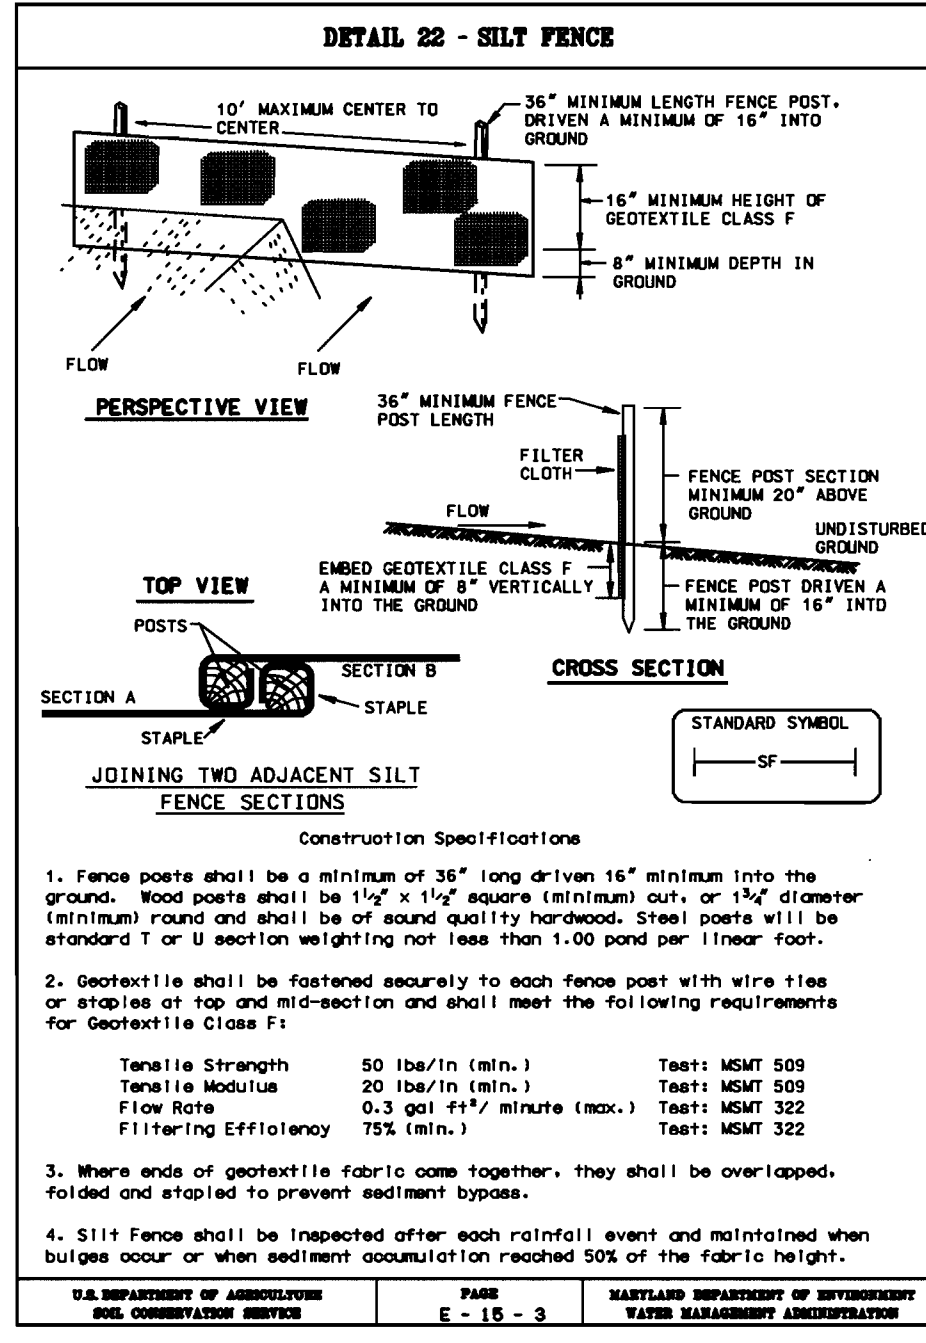 DETAIL 22 - SILT FENCE
10' MAXIMUM CENTER TO
CENTER
36" MINIMUM LENGTH FENCE POST,
DRIVEN A MINIMUM OF 16" INTO
GROUND
16" MINIMUM HEIGHT OF
GEOTEXTILE CLASS F
8" MINIMUM DEPTH IN
GROUND
FLOW
FLOW
PERSPECTIVE VIEW
36" MINIMUM FENCE
POST LENGTH
FILTER
CLOTH
FENCE POST SECTION
MINIMUM 20" ABOVE
GROUND
FLOW
UNDISTURBED
GROUND
EMBED GEOTEXTILE CLASS F
A MINIMUM OF 8" VERTICALLY
INTO THE GROUND
FENCE POST DRIVEN A
MINIMUM OF 16" INTO
THE GROUND
CROSS SECTION
TOP VIEW
POSTS
SECTION B
SECTION A
STAPLE
STAPLE
JOINING TWO ADJACENT SILT
FENCE SECTIONS
STANDARD SYMBOL
SF
Construction Specifications
1. Fence posts shall be a minimum of 36" long driven 16" minimum into the
ground. Wood posts shall be 1½" x 1½" square (minimum) cut, or 1¾" diameter
(minimum) round and shall be of sound quality hardwood. Steel posts will be
standard T or U section weighting not less than 1.00 pond per linear foot.
2. Geotextile shall be fastened securely to each fence post with wire ties
or staples at top and mid-section and shall meet the following requirements
for Geotextile Class F:
Tensile Strength 50 lbs/in (min.) Test: MSMT 509
Tensile Modulus 20 lbs/in (min.) Test: MSMT 509
Flow Rate 0.3 gal ft²/ minute (max.) Test: MSMT 322
Filtering Efficiency 75% (min.) Test: MSMT 322
3. Where ends of geotextile fabric come together, they shall be overlapped,
folded and stapled to prevent sediment bypass.
4. Silt Fence shall be inspected after each rainfall event and maintained when
bulges occur or when sediment accumulation reached 50% of the fabric height.
U.S. DEPARTMENT OF AGRICULTURE
SOIL CONSERVATION SERVICE
PAGE
E - 15 - 3
MARYLAND DEPARTMENT OF ENVIRONMENT
WATER MANAGEMENT ADMINISTRATION